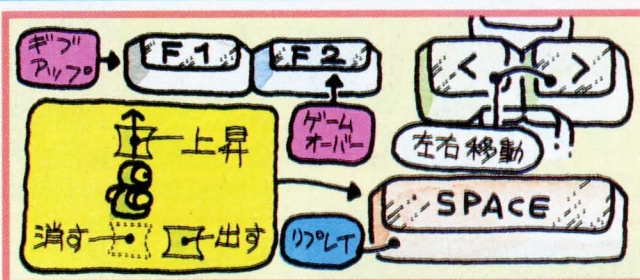 ギブ
アップ
F1
F2
<
>
ゲーム
オーバー
左右移動
上昇
消す
出す
リプレイ
SPACE